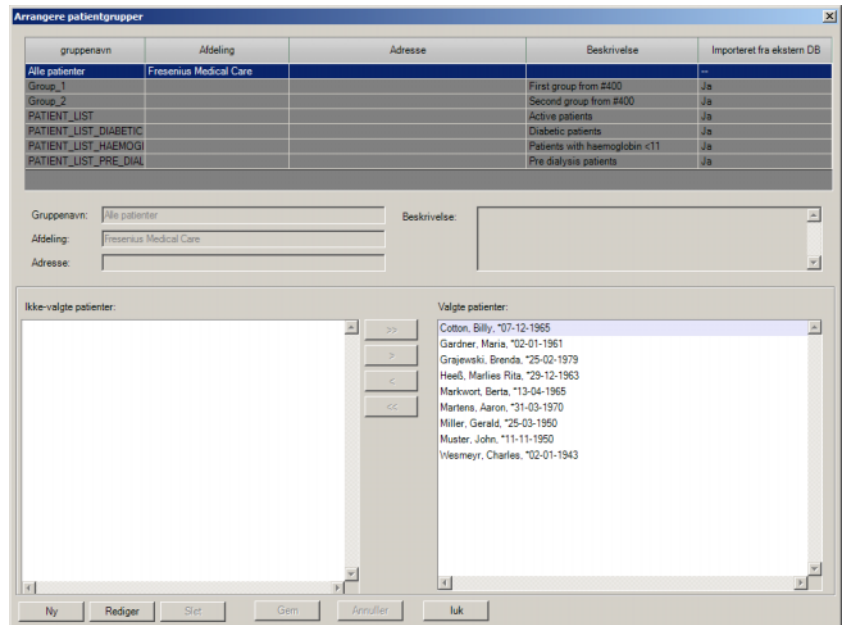 Arrangere patientgrupper
gruppenavn Afdeling Adresse Beskrivelse Importeret fra ekstern DB
Alle patienter Fresenius Medical Care --
Group_1 First group from #400 Ja
Group_2 Second group from #400 Ja
PATIENT_LIST Active patients Ja
PATIENT_LIST_DIABETIC Diabetic patients Ja
PATIENT_LIST_HAEMOGI Patients with haemoglobin <11 Ja
PATIENT_LIST_PRE_DIAL Pre dialysis patients Ja
Gruppenavn: Alle patienter Beskrivelse:
Afdeling: Fresenius Medical Care
Adresse:
Ikke-valgte patienter: Valgte patienter:
>>
>
<
<<
Cotton, Billy, *07-12-1965
Gardner, Maria, *02-01-1961
Grajewski, Brenda, *25-02-1979
Heeß, Marlies Rita, *29-12-1963
Markwort, Berta, *13-04-1965
Martens, Aaron, *31-03-1970
Miller, Gerald, *25-03-1950
Muster, John, *11-11-1950
Wesmeyr, Charles, *02-01-1943
Ny Rediger Slet Gem Annuller luk